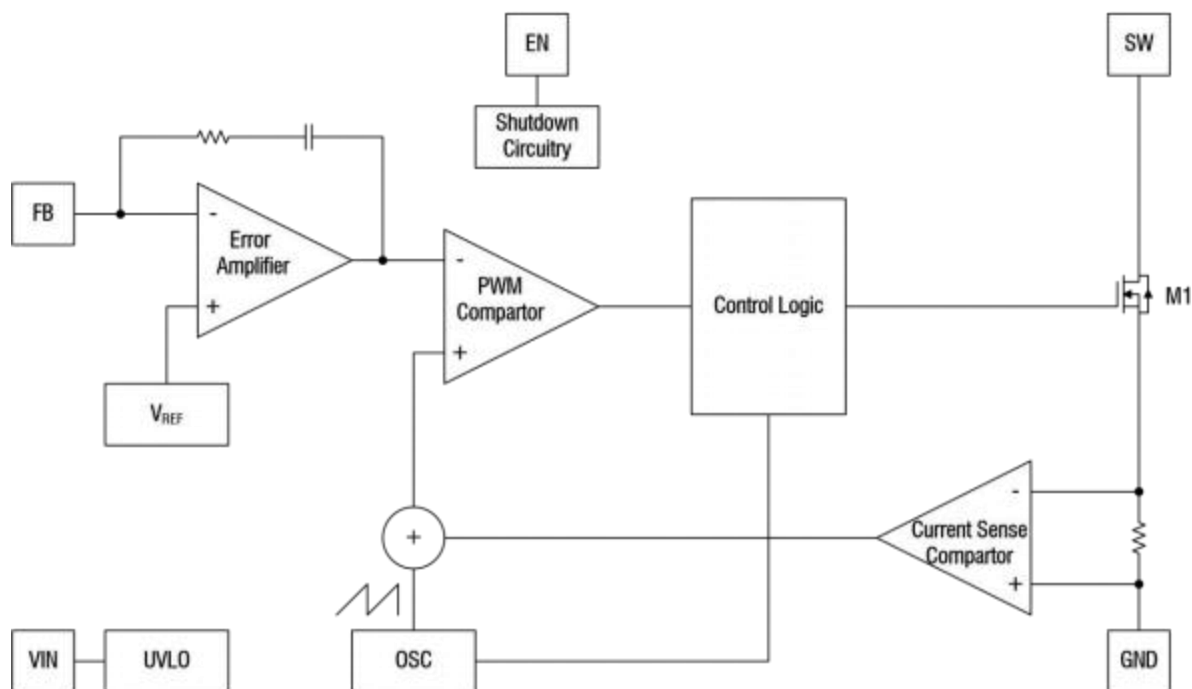 EN
SW
Shutdown
Circuitry
FB
-
Error
Amplifier
+
-
PWM
Compartor
+
Control Logic
M1
VREF
-
Current Sense
Compartor
+
+
VIN
UVLO
OSC
GND